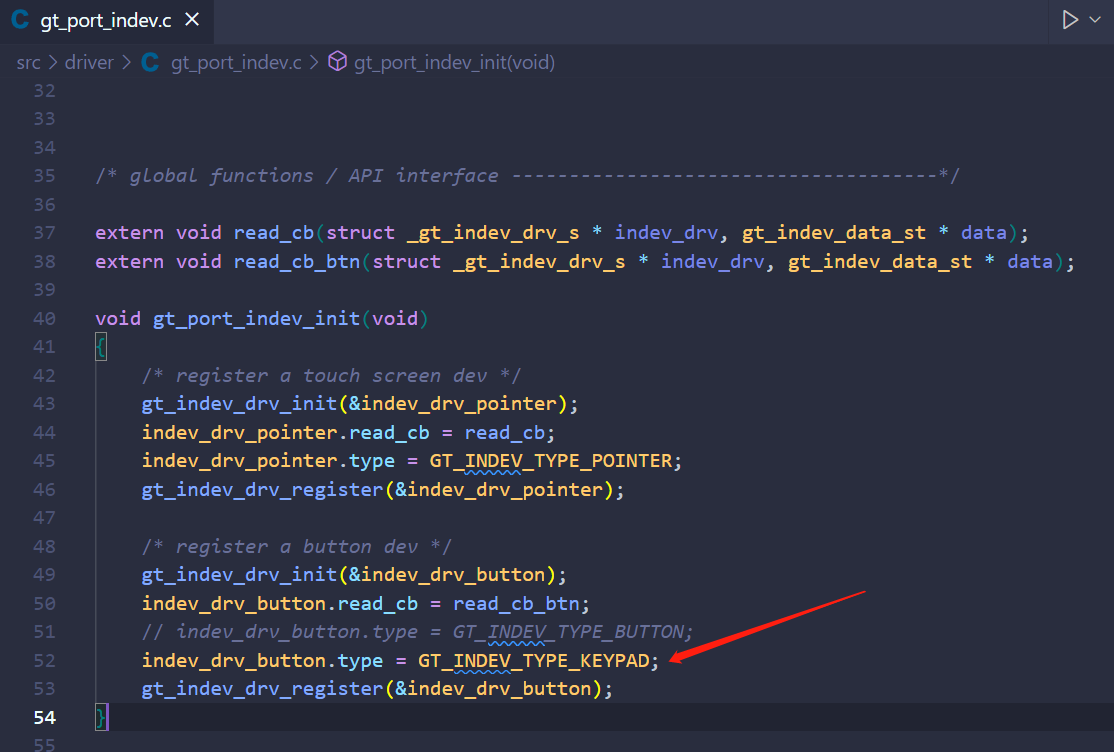 C gt_port_indev.c ×
src > driver > C gt_port_indev.c > gt_port_indev_init(void)
32
33
34
35 /* global functions / API interface -------------------------------------*/
36
37 extern void read_cb(struct _gt_indev_drv_s * indev_drv, gt_indev_data_st * data);
38 extern void read_cb_btn(struct _gt_indev_drv_s * indev_drv, gt_indev_data_st * data);
39
40 void gt_port_indev_init(void)
41 {
42 /* register a touch screen dev */
43 gt_indev_drv_init(&indev_drv_pointer);
44 indev_drv_pointer.read_cb = read_cb;
45 indev_drv_pointer.type = GT_INDEV_TYPE_POINTER;
46 gt_indev_drv_register(&indev_drv_pointer);
47
48 /* register a button dev */
49 gt_indev_drv_init(&indev_drv_button);
50 indev_drv_button.read_cb = read_cb_btn;
51 // indev_drv_button.type = GT_INDEV_TYPE_BUTTON;
52 indev_drv_button.type = GT_INDEV_TYPE_KEYPAD;
53 gt_indev_drv_register(&indev_drv_button);
54 }
55